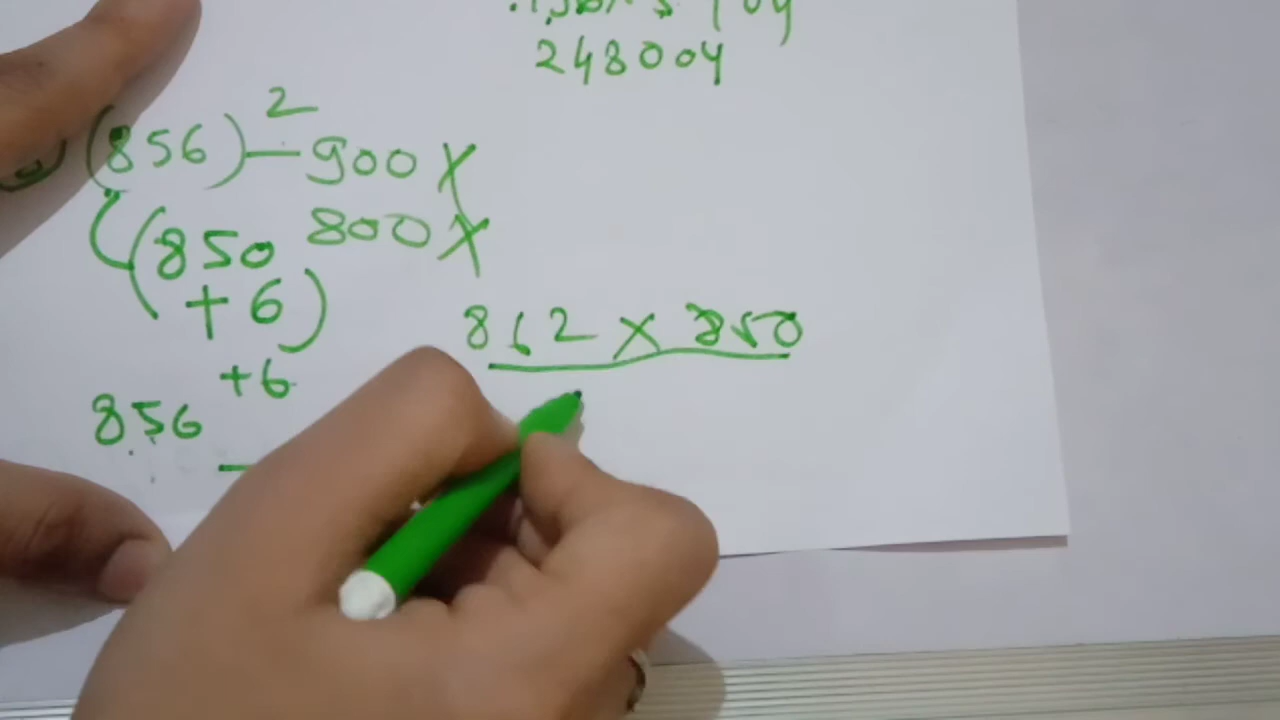 248004
(856)² — 900 X
800 X
(850
+ 6)
862 X 850
+6
856